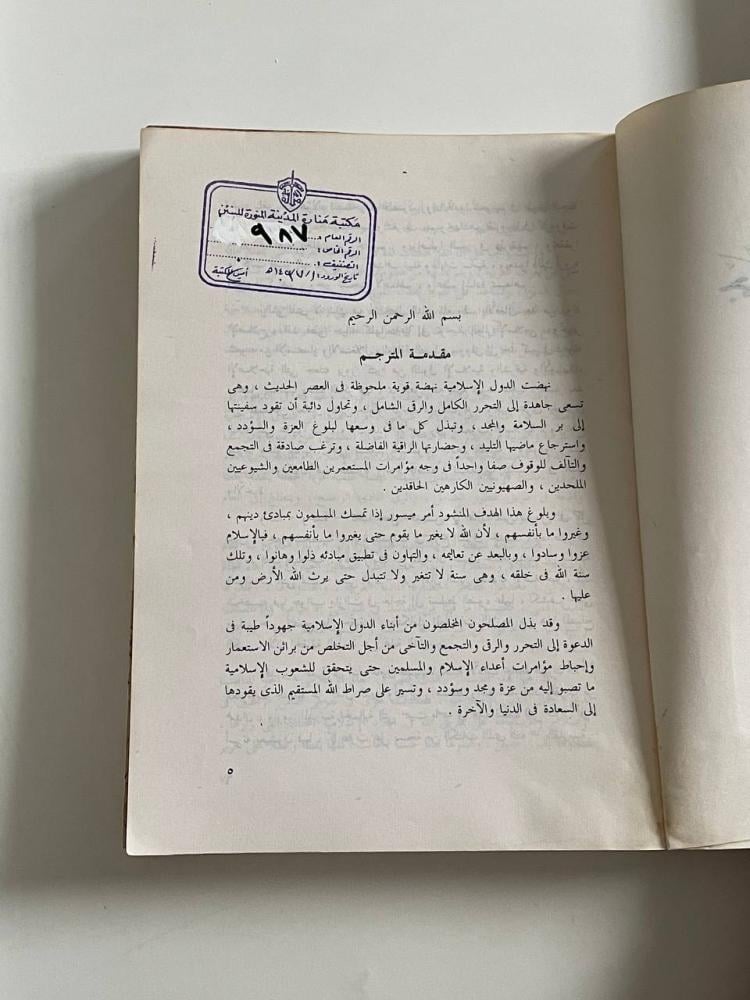 مكتبة منارة المدينة المنورة للبنين
الرقم العام :
٩٨٧
الرقم الخاص :
التصنيف :
تاريخ الورود : / / ١٤هـ
بسم الله الرحمن الرحيم
مقدمة المترجم
نهضت الدول الإسلامية نهضة قوية ملحوظة فى العصر الحديث ، وهى
تسعى جاهدة إلى التحرر الكامل والرقى الشامل ، وتحاول دائبة أن تقود سفينتها
إلى بر السلامة والمجد ، وتبذل كل ما فى وسعها لبلوغ العزة والسؤدد ،
واسترجاع ماضيها التليد ، وحضارتها الراقية الفاضلة ، وترغب صادقة فى التجمع
والتآلف للوقوف صفا واحداً فى وجه مؤامرات المستعمرين الطامعين والشيوعيين
الملحدين ، والصهيونيين الكارهين الحاقدين .
وبلوغ هذا الهدف المنشود أمر ميسور إذا تمسك المسلمون بمبادئ دينهم ،
وغيروا ما بأنفسهم ، لأن الله لا يغير ما بقوم حتى يغيروا ما بأنفسهم ، فبالإسلام
عزوا وسادوا ، وبالبعد عن تعاليمه ، والتهاون فى تطبيق مبادئه ذلوا وهانوا ، وتلك
سنة الله فى خلقه ، وهى سنة لا تتغير ولا تتبدل حتى يرث الله الأرض ومن
عليها .
وقد بذل المصلحون المخلصون من أبناء الدول الإسلامية جهوداً طيبة فى
الدعوة إلى التحرر والرقى والتجمع والتآخى من أجل التخلص من براثن الاستعمار
وإحباط مؤامرات أعداء الإسلام والمسلمين حتى يتحقق للشعوب الإسلامية
ما تصبو إليه من عزة ومجد وسؤدد ، وتسير على صراط الله المستقيم الذى يقودها
إلى السعادة فى الدنيا والآخرة .
٥